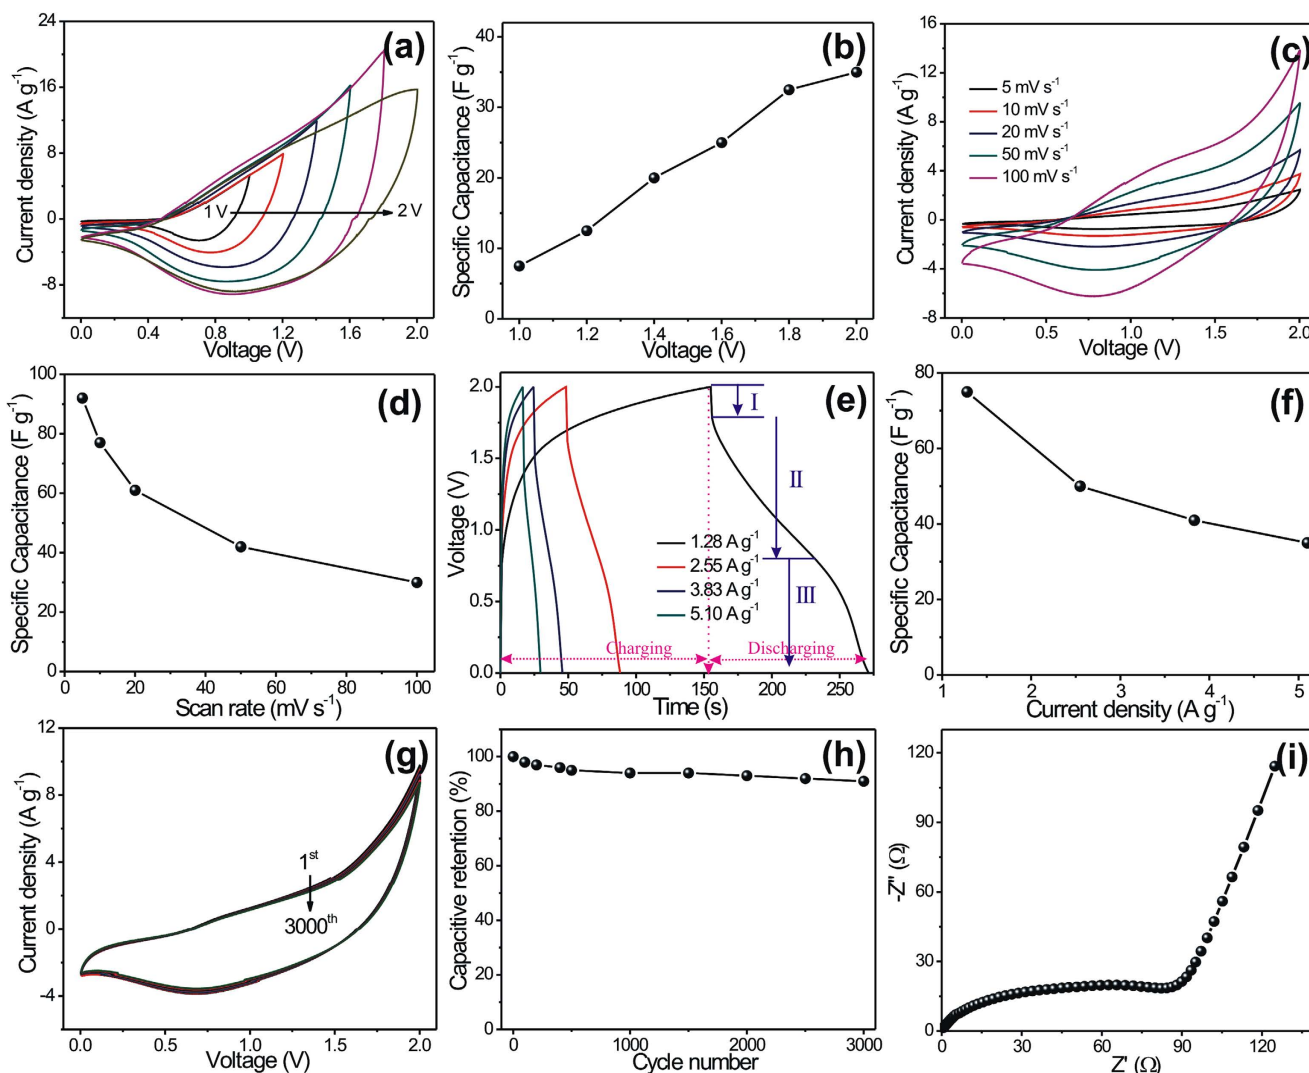 (a)
24
16
8
0
-8
Current density (A g⁻¹)
1 V
2 V
0.0 0.4 0.8 1.2 1.6 2.0
Voltage (V)
(b)
40
30
20
10
0
Specific Capacitance (F g⁻¹)
1.0 1.2 1.4 1.6 1.8 2.0
Voltage (V)
(c)
16
12
8
4
0
-4
-8
Current density (A g⁻¹)
5 mV s⁻¹
10 mV s⁻¹
20 mV s⁻¹
50 mV s⁻¹
100 mV s⁻¹
0.0 0.5 1.0 1.5 2.0
Voltage (V)
(d)
100
80
60
40
20
0
Specific Capacitance (F g⁻¹)
0 20 40 60 80 100
Scan rate (mV s⁻¹)
(e)
2.0
1.5
1.0
0.5
0.0
Voltage (V)
I
II
III
1.28 A g⁻¹
2.55 A g⁻¹
3.83 A g⁻¹
5.10 A g⁻¹
Charging
Discharging
0 50 100 150 200 250
Time (s)
(f)
80
60
40
20
0
Specific Capacitance (F g⁻¹)
1 2 3 4 5
Current density (A g⁻¹)
(g)
12
8
4
0
-4
Current density (A g⁻¹)
1ˢᵗ
3000ᵗʰ
0.0 0.5 1.0 1.5 2.0
Voltage (V)
(h)
100
80
60
40
20
0
Capacitive retention (%)
0 1000 2000 3000
Cycle number
(i)
120
90
60
30
0
-Z'' (Ω)
0 30 60 90 120
Z' (Ω)